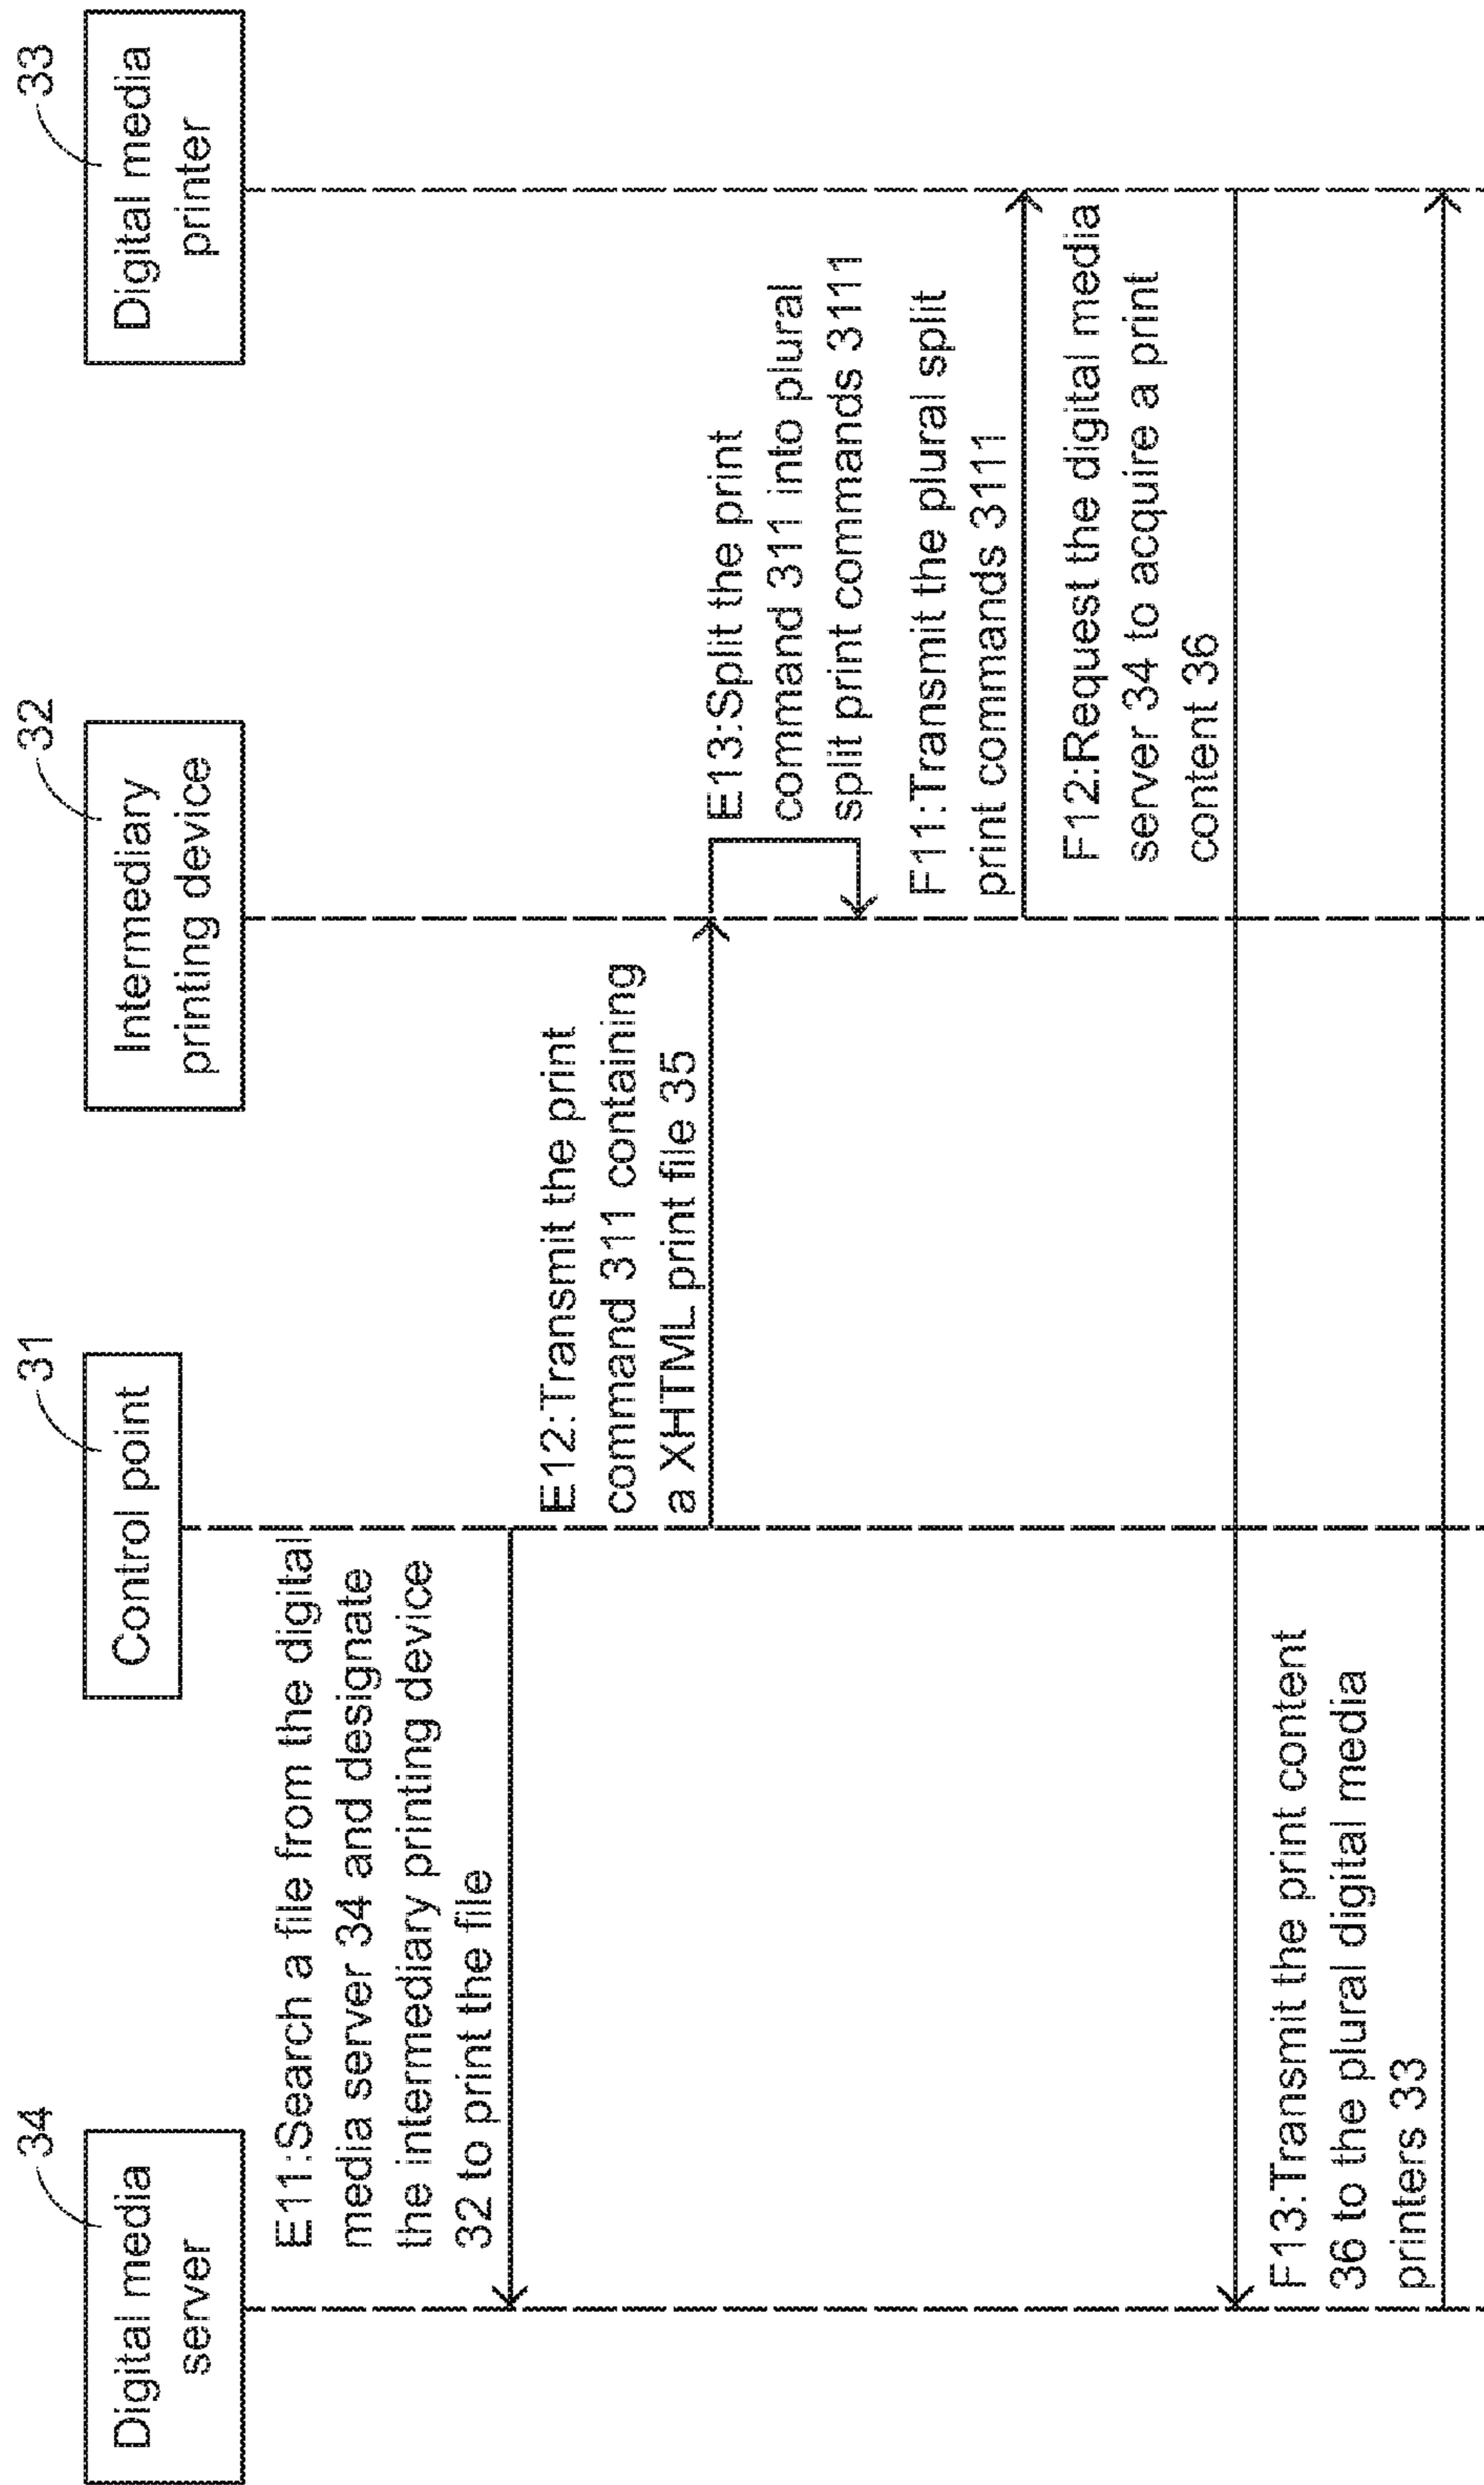 34
Digital media
server
31
Control point
32
Intermediary
printing device
33
Digital media
printer
E11:Search a file from the digital
media server 34 and designate
the intermediary printing device
32 to print the file
E12:Transmit the print
command 311 containing
a XHTML print file 35
E13:Split the print
command 311 into plural
split print commands 3111
F11:Transmit the plural split
print commands 3111
F12:Request the digital media
server 34 to acquire a print
content 36
F13:Transmit the print content
36 to the plural digital media
printers 33